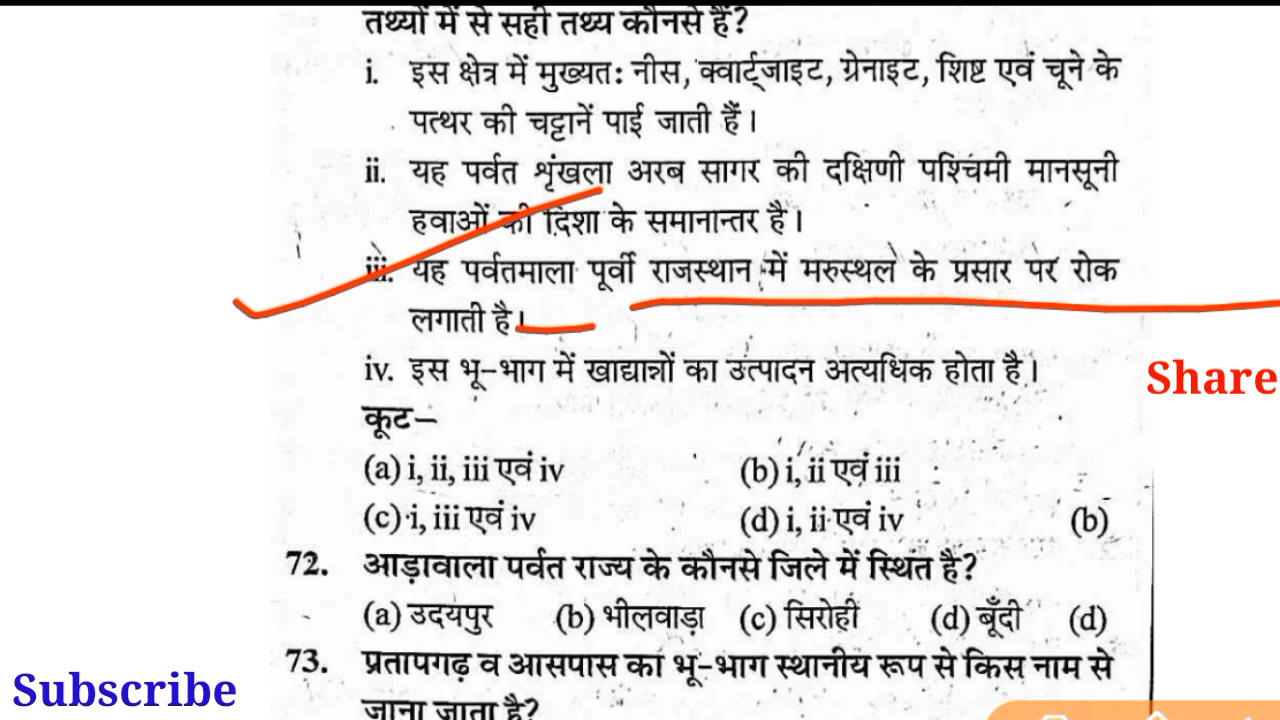 तथ्यों में से सही तथ्य कौनसे हैं?
i. इस क्षेत्र में मुख्यत: नीस, क्वार्ट्जाइट, ग्रेनाइट, शिष्ट एवं चूने के
पत्थर की चट्टानें पाई जाती हैं।
ii. यह पर्वत शृंखला अरब सागर की दक्षिणी पश्चिमी मानसूनी
हवाओं की दिशा के समानान्तर है।
iii. यह पर्वतमाला पूर्वी राजस्थान में मरुस्थल के प्रसार पर रोक
लगाती है।
iv. इस भू-भाग में खाद्यान्नों का उत्पादन अत्यधिक होता है।
Share
कूट–
(a) i, ii, iii एवं iv (b) i, ii एवं iii
(c) i, iii एवं iv (d) i, ii एवं iv (b)
72. आड़ावाला पर्वत राज्य के कौनसे जिले में स्थित है?
(a) उदयपुर (b) भीलवाड़ा (c) सिरोही (d) बूँदी (d)
73. प्रतापगढ़ व आसपास का भू-भाग स्थानीय रूप से किस नाम से
Subscribe
जाना जाता है?